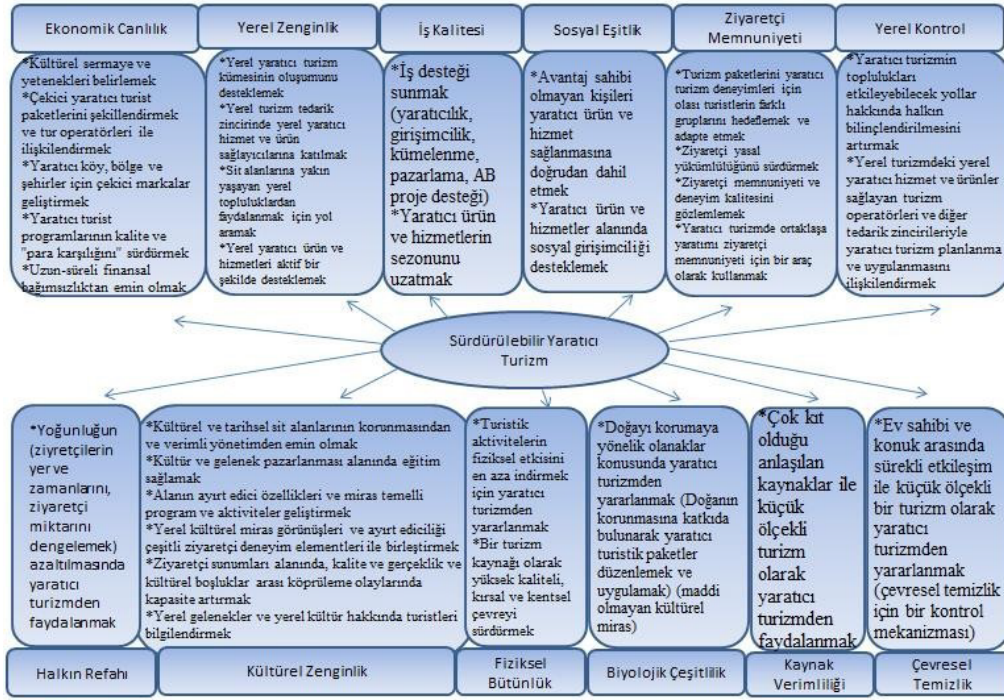 Ekonomik Canlılık
*Kültürel sermaye ve
yetenekleri belirlemek
*Çekici yaratıcı turist
paketlerini şekillendirmek
ve tur operatörleri ile
ilişkilendirmek
*Yaratıcı köy, bölge ve
şehirler için çekici markalar
geliştirmek
*Yaratıcı turist
programlarının kalite ve
"para karşılığını" sürdürmek
*Uzun-süreli finansal
bağımsızlıktan emin olmak
Yerel Zenginlik
*Yerel yaratıcı turizm
kümesinin oluşumunu
desteklemek
*Yerel turizm tedarik
zincirinde yerel yaratıcı
hizmet ve ürün
sağlayıcılarına katılmak
*Sit alanlarına yakın
yaşayan yerel
topluluklardan
faydalanmak için yol
aramak
*Yerel yaratıcı ürün ve
hizmetleri aktif bir
şekilde desteklemek
İş Kalitesi
*İş desteği
sunmak
(yaratıcılık,
girişimcilik,
kümelenme,
pazarlama, AB
proje desteği)
*Yaratıcı ürün
ve hizmetlerin
sezonunu
uzatmak
Sosyal Eşitlik
*Avantaj sahibi
olmayan kişileri
yaratıcı ürün ve
hizmet
sağlanmasına
doğrudan dahil
etmek
*Yaratıcı ürün ve
hizmetler alanında
sosyal girişimciliği
desteklemek
Ziyaretçi
Memnuniyeti
*Turizm paketlerini yaratıcı
turizm deneyimleri için
olası turistlerin farklı
gruplarını hedeflemek ve
adapte etmek
*Ziyaretçi yasal
yükümlülüğünü sürdürmek
*Ziyaretçi memnuniyeti ve
deneyim kalitesini
gözlemlemek
*Yaratıcı turizmde ortaklaşa
yaratımı ziyaretçi
memnuniyeti için bir araç
olarak kullanmak
Yerel Kontrol
*Yaratıcı turizmin
toplulukları
etkileyebilecek yollar
hakkında halkın
bilinçlendirilmesini
artırmak
*Yerel turizmdeki yerel
yaratıcı hizmet ve ürünler
sağlayan turizm
operatörleri ve diğer
tedarik zincirileriyle
yaratıcı turizm planlanma
ve uygulanmasını
ilişkilendirmek
Sürdürülebilir Yaratıcı
Turizm
*Yoğunluğun
(ziyretçilerin
yer ve
zamanlarını,
ziyaretçi
miktarını
dengelemek)
azaltılmasında
yaratıcı
turizmden
faydalanmak
Halkın Refahı
*Kültürel ve tarihsel sit alanlarının korunmasından
ve verimli yönetimden emin olmak
*Kültür ve gelenek pazarlanması alanında eğitim
sağlamak
*Alanın ayırt edici özellikleri ve miras temelli
program ve aktiviteler geliştirmek
*Yerel kültürel miras görünüşleri ve ayırt ediciliği
çeşitli ziyaretçi deneyim elementleri ile birleştirmek
*Ziyaretçi sunumları alanında, kalite ve gerçeklik ve
kültürel boşluklar arası köprüleme olaylarında
kapasite artırmak
*Yerel gelenekler ve yerel kültür hakkında turistleri
bilgilendirmek
Kültürel Zenginlik
*Turistik
aktivitelerin
fiziksel etkisini
en aza indirmek
için yaratıcı
turizmden
yararlanmak
*Bir turizm
kaynağı olarak
yüksek kaliteli,
kırsal ve kentsel
çevreyi
sürdürmek
Fiziksel
Bütünlük
*Doğayı korumaya
yönelik olanaklar
konusunda yaratıcı
turizmden
yararlanmak (Doğanın
korunmasına katkıda
bulunarak yaratıcı
turistik paketler
düzenlemek ve
uygulamak) (maddi
olmayan kültürel
miras)
Biyolojik Çeşitlilik
*Çok kıt
olduğu
anlaşılan
kaynaklar ile
küçük
ölçekli
turizm
olarak
yaratıcı
turizmden
faydalanmak
Kaynak
Verimliliği
*Ev sahibi ve
konuk arasında
sürekli etkileşim
ile küçük ölçekli
bir turizm olarak
yaratıcı
turizmden
yararlanmak
(çevresel temizlik
için bir kontrol
mekanizması)
Çevresel
Temizlik